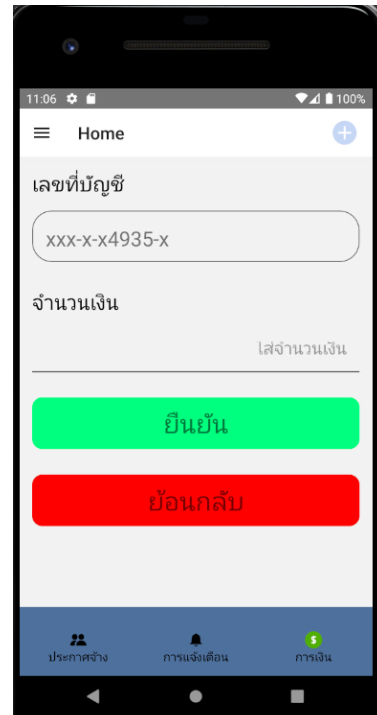 11:06 100%
Home
เลขที่บัญชี
xxx-x-x4935-x
จำนวนเงิน
ใส่จำนวนเงิน
ยืนยัน
ย้อนกลับ
ประกาศจ้าง การแจ้งเตือน การเงิน